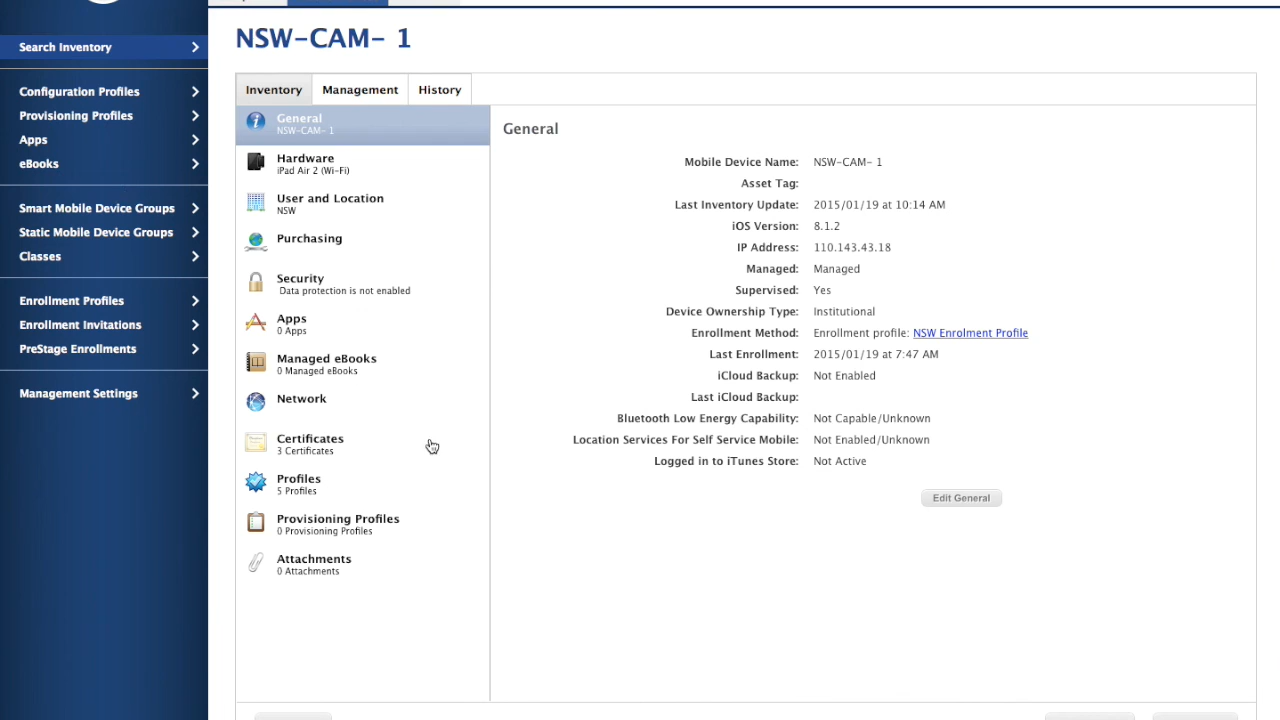 NSW-CAM- 1
Search Inventory
Configuration Profiles
Provisioning Profiles
Apps
eBooks
Smart Mobile Device Groups
Static Mobile Device Groups
Classes
Enrollment Profiles
Enrollment Invitations
PreStage Enrollments
Management Settings
Inventory Management History
General
NSW-CAM- 1
Hardware
iPad Air 2 (Wi-Fi)
User and Location
NSW
Purchasing
Security
Data protection is not enabled
Apps
0 Apps
Managed eBooks
0 Managed eBooks
Network
Certificates
3 Certificates
Profiles
5 Profiles
Provisioning Profiles
0 Provisioning Profiles
Attachments
0 Attachments
General
Mobile Device Name: NSW-CAM- 1
Asset Tag:
Last Inventory Update: 2015/01/19 at 10:14 AM
iOS Version: 8.1.2
IP Address: 110.143.43.18
Managed: Managed
Supervised: Yes
Device Ownership Type: Institutional
Enrollment Method: Enrollment profile: NSW Enrolment Profile
Last Enrollment: 2015/01/19 at 7:47 AM
iCloud Backup: Not Enabled
Last iCloud Backup:
Bluetooth Low Energy Capability: Not Capable/Unknown
Location Services For Self Service Mobile: Not Enabled/Unknown
Logged in to iTunes Store: Not Active
Edit General